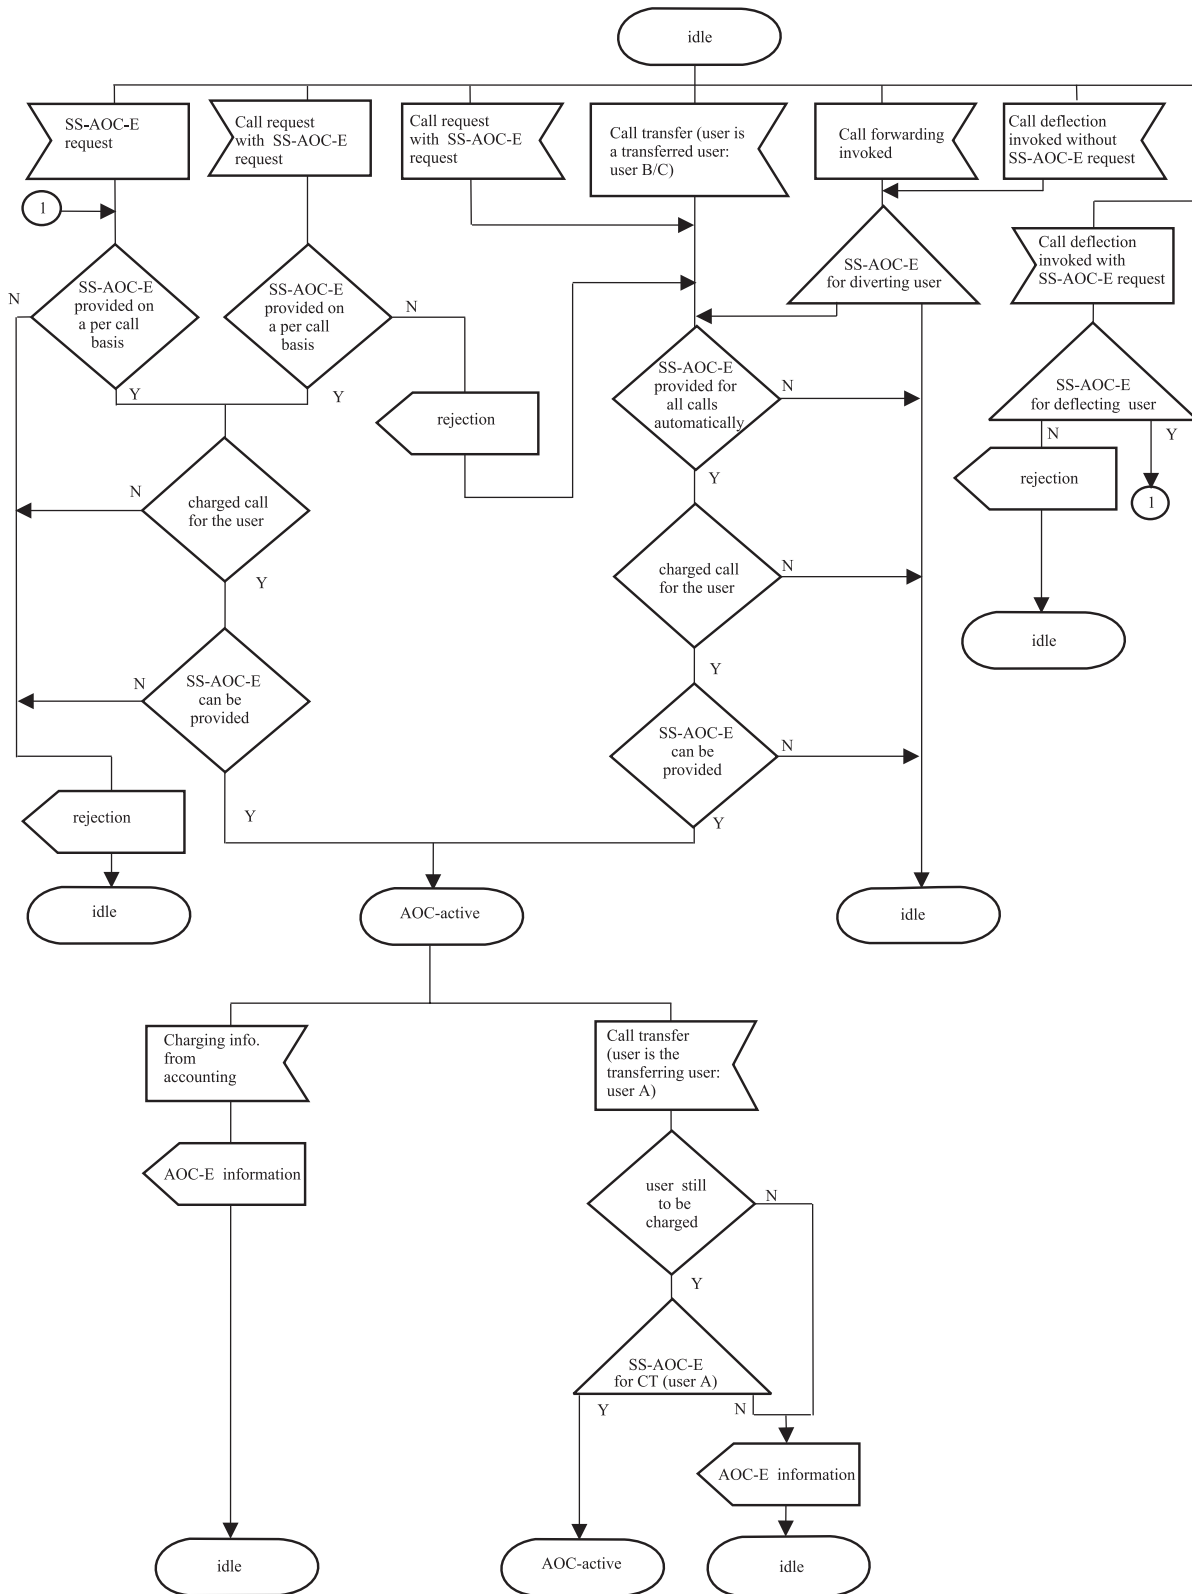 idle
SS-AOC-E
request
Call request
with SS-AOC-E
request
Call request
with SS-AOC-E
request
Call transfer (user is
a transferred user:
user B/C)
Call forwarding
invoked
Call deflection
invoked without
SS-AOC-E request
1
Call deflection
invoked with
SS-AOC-E request
SS-AOC-E
for diverting user
N
SS-AOC-E
provided on
a per call
basis
Y
SS-AOC-E
provided on
a per call
basis
N
Y
rejection
SS-AOC-E
provided for
all calls
automatically
N
Y
SS-AOC-E
for deflecting user
N
Y
rejection
1
idle
N
charged call
for the user
Y
charged call
for the user
N
Y
N
SS-AOC-E
can be
provided
Y
SS-AOC-E
can be
provided
N
Y
rejection
idle
AOC-active
idle
Charging info.
from
accounting
Call transfer
(user is the
transferring user:
user A)
AOC-E information
user still
to be
charged
N
Y
SS-AOC-E
for CT (user A)
Y
N
AOC-E information
idle
AOC-active
idle